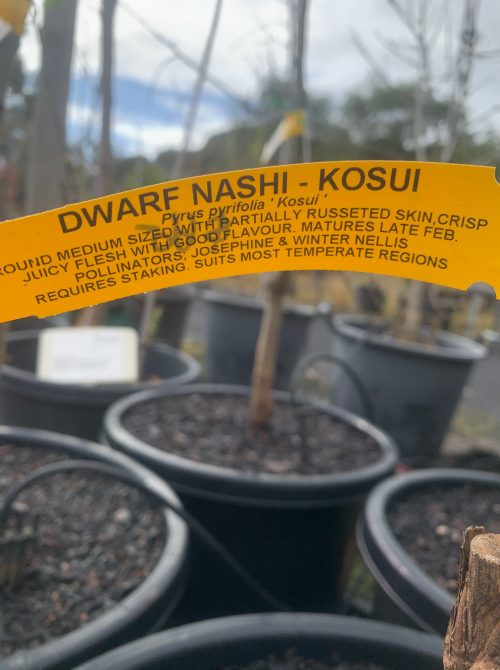 DWARF NASHI - KOSUI
Pyrus pyrifolia 'Kosui'
ROUND MEDIUM SIZED WITH PARTIALLY RUSSETED SKIN,CRISP
JUICY FLESH WITH GOOD FLAVOUR. MATURES LATE FEB.
POLLINATORS, JOSEPHINE & WINTER NELLIS
REQUIRES STAKING. SUITS MOST TEMPERATE REGIONS